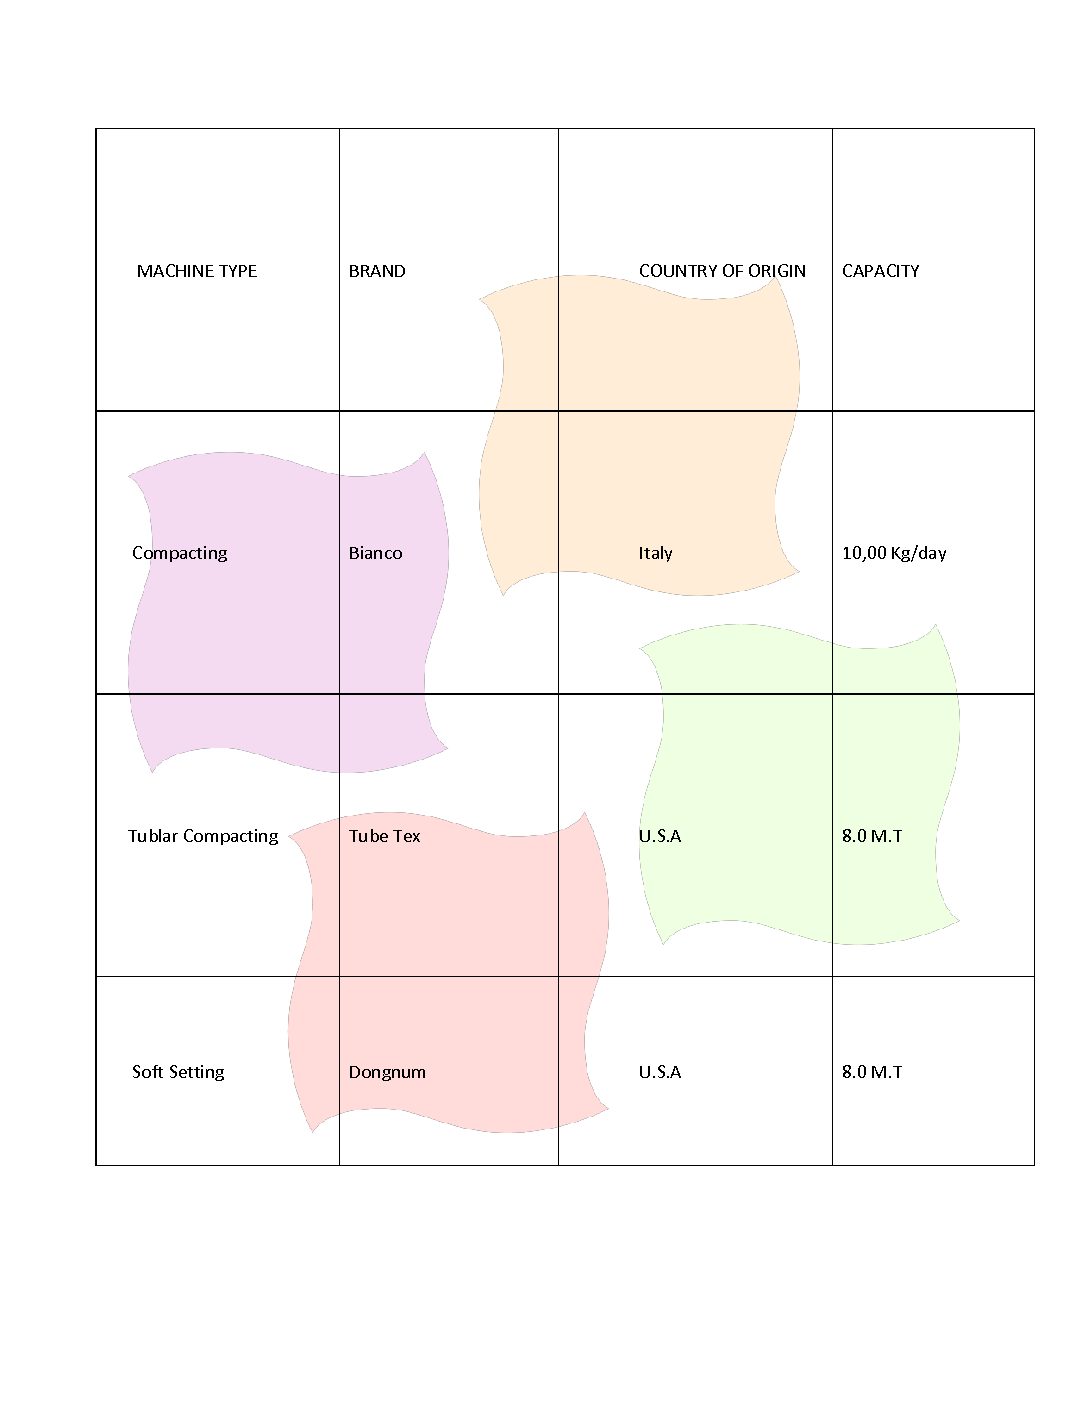 MACHINE TYPE BRAND COUNTRY OF ORIGIN CAPACITY
Compacting Bianco Italy 10,00 Kg/day
Tublar Compacting Tube Tex U.S.A 8.0 M.T
Soft Setting Dongnum U.S.A 8.0 M.T